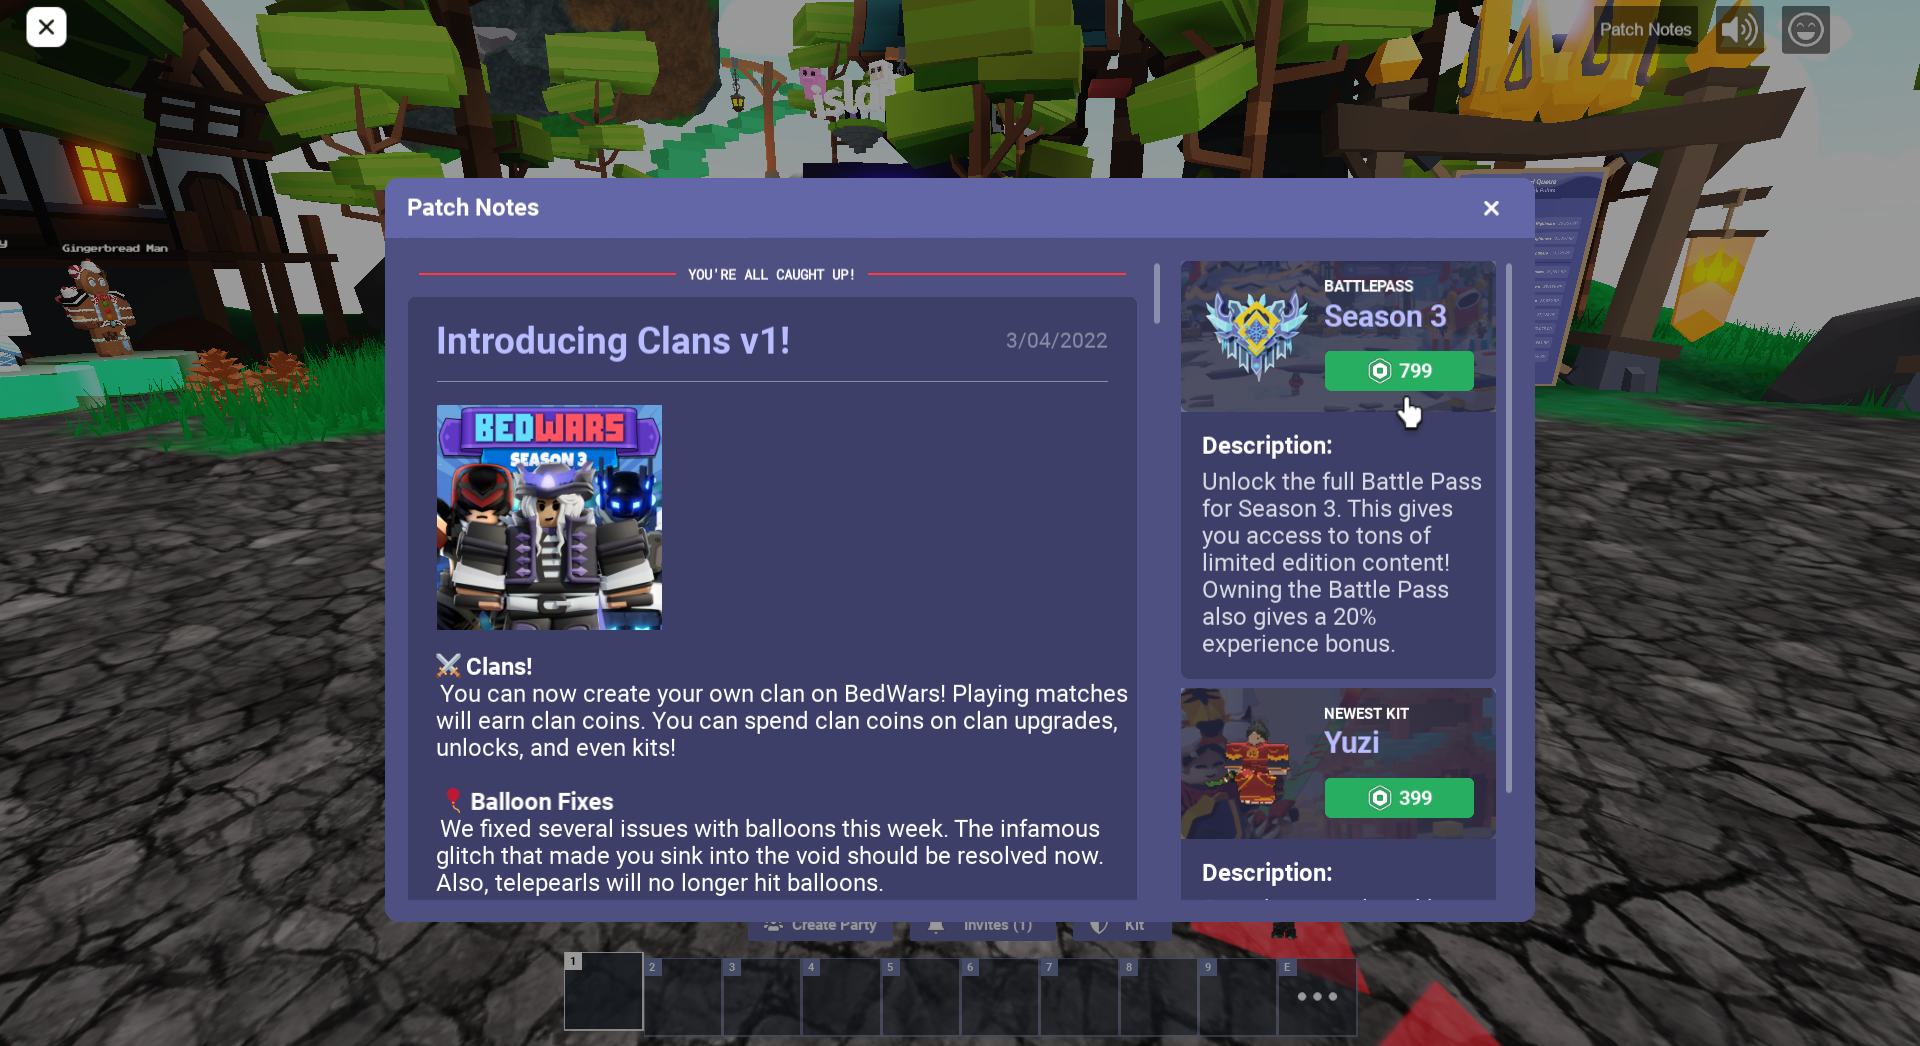 Patch Notes
Gingerbread Man
Patch Notes
YOU'RE ALL CAUGHT UP!
Introducing Clans v1!
3/04/2022
BEDWARS
SEASON 3
⚔️ Clans!
You can now create your own clan on BedWars! Playing matches
will earn clan coins. You can spend clan coins on clan upgrades,
unlocks, and even kits!
🎈 Balloon Fixes
We fixed several issues with balloons this week. The infamous
glitch that made you sink into the void should be resolved now.
Also, telepearls will no longer hit balloons.
BATTLEPASS
Season 3
799
Description:
Unlock the full Battle Pass
for Season 3. This gives
you access to tons of
limited edition content!
Owning the Battle Pass
also gives a 20%
experience bonus.
NEWEST KIT
Yuzi
399
Description:
Create Party
Invites (1)
Kit
1
2
3
4
5
6
7
8
9
E